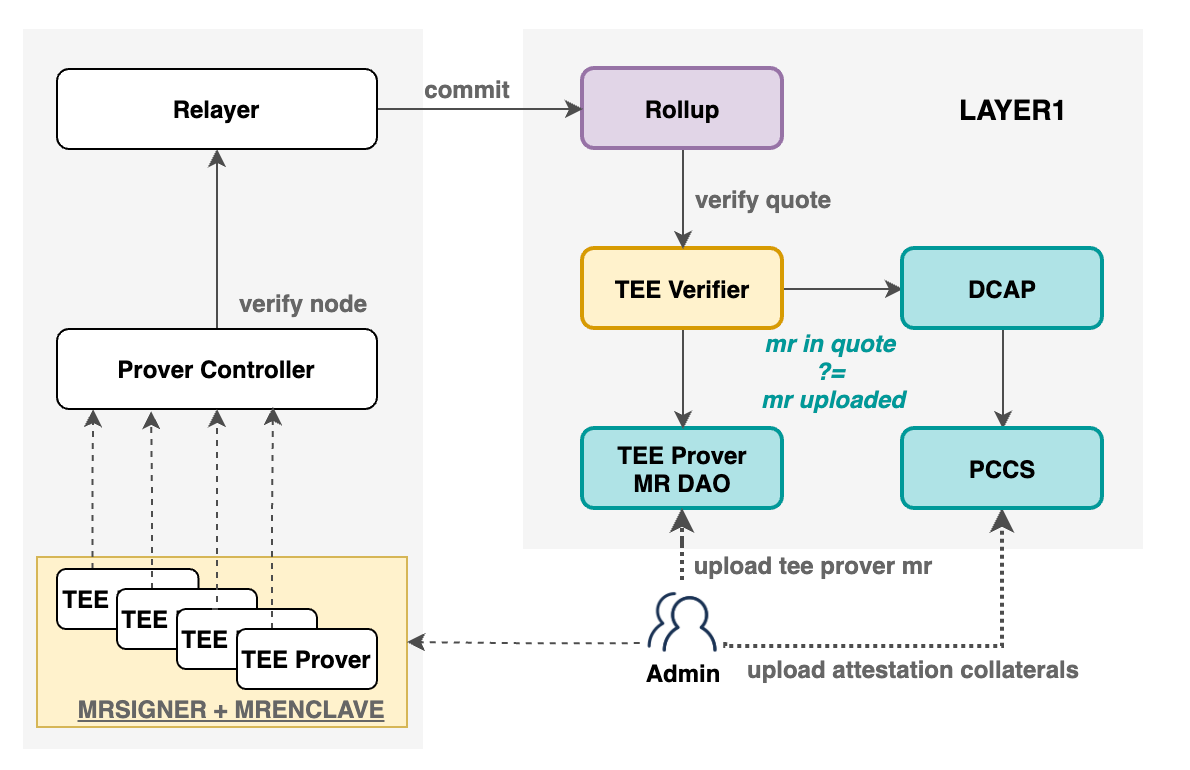 Relayer
commit
Rollup
LAYER1
verify quote
verify node
TEE Verifier
DCAP
mr in quote
?=
mr uploaded
Prover Controller
TEE Prover
MR DAO
PCCS
upload tee prover mr
TEE
TEE
TEE
TEE Prover
MRSIGNER + MRENCLAVE
Admin
upload attestation collaterals